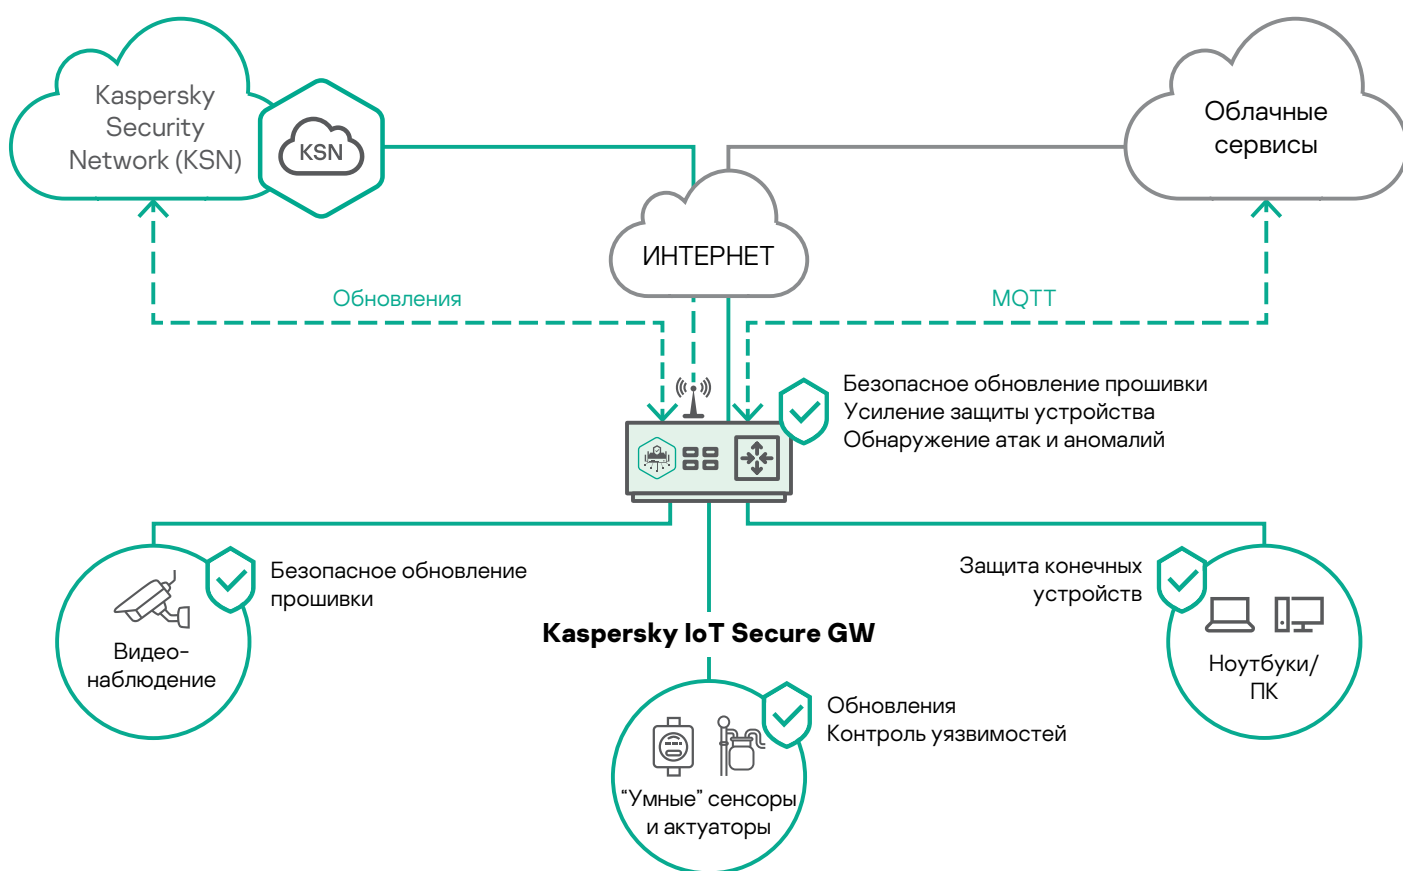 Kaspersky
Security
Network (KSN)
KSN
Облачные
сервисы
ИНТЕРНЕТ
Обновления
MQTT
Безопасное обновление прошивки
Усиление защиты устройства
Обнаружение атак и аномалий
Безопасное обновление
прошивки
Видео-
наблюдение
Защита конечных
устройств
Ноутбуки/
ПК
Kaspersky IoT Secure GW
Обновления
Контроль уязвимостей
“Умные” сенсоры
и актуаторы